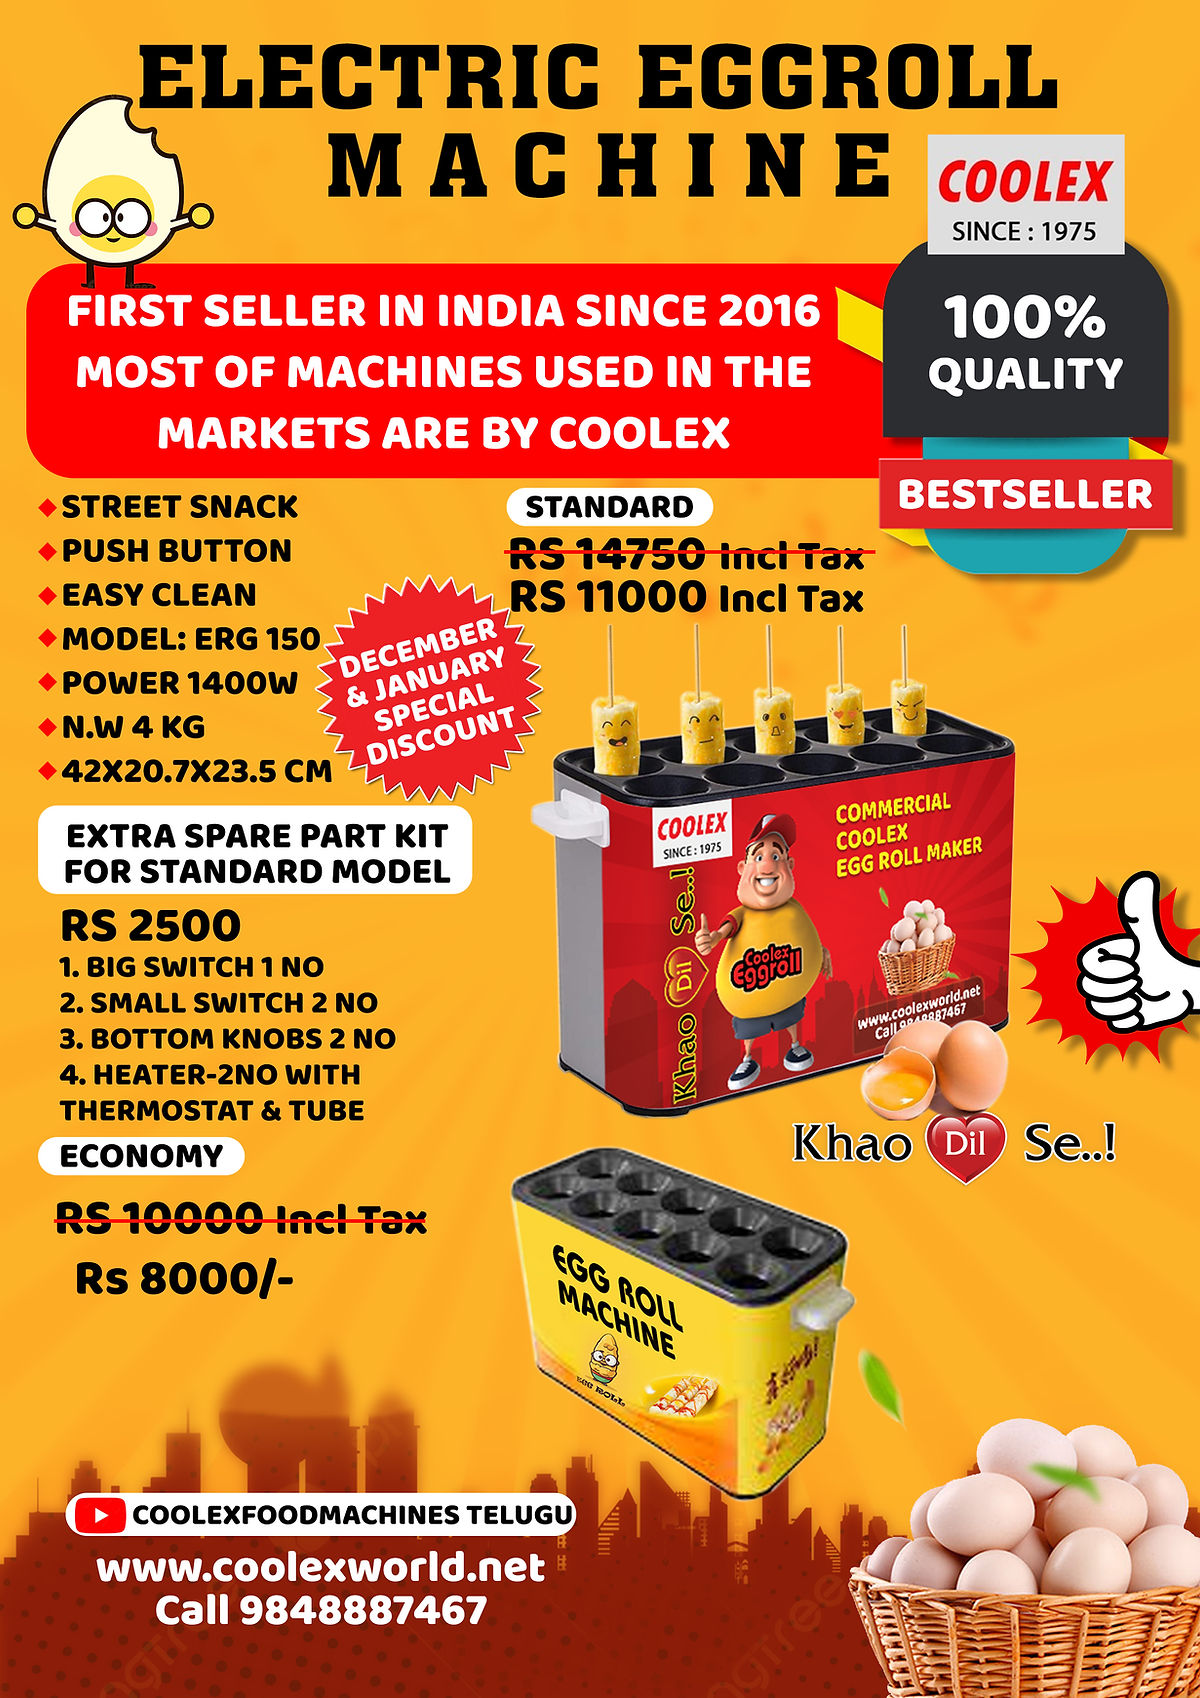 ELECTRIC EGGROLL
MACHINE
COOLEX
SINCE : 1975
FIRST SELLER IN INDIA SINCE 2016
MOST OF MACHINES USED IN THE
MARKETS ARE BY COOLEX
100%
QUALITY
BESTSELLER
STREET SNACK
PUSH BUTTON
EASY CLEAN
MODEL: ERG 150
POWER 1400W
N.W 4 KG
42X20.7X23.5 CM
DECEMBER
& JANUARY
SPECIAL
DISCOUNT
STANDARD
RS 14750 Incl Tax
RS 11000 Incl Tax
COOLEX
SINCE : 1975
COMMERCIAL
COOLEX
EGG ROLL MAKER
Khao Dil Se..!
Coolex
Eggroll
www.coolexworld.net
Call 9848887467
EXTRA SPARE PART KIT
FOR STANDARD MODEL
RS 2500
1. BIG SWITCH 1 NO
2. SMALL SWITCH 2 NO
3. BOTTOM KNOBS 2 NO
4. HEATER-2NO WITH
THERMOSTAT & TUBE
Khao Dil Se..!
ECONOMY
RS 10000 Incl Tax
Rs 8000/-
EGG ROLL
MACHINE
EGG ROLL
COOLEXFOODMACHINES TELUGU
www.coolexworld.net
Call 9848887467